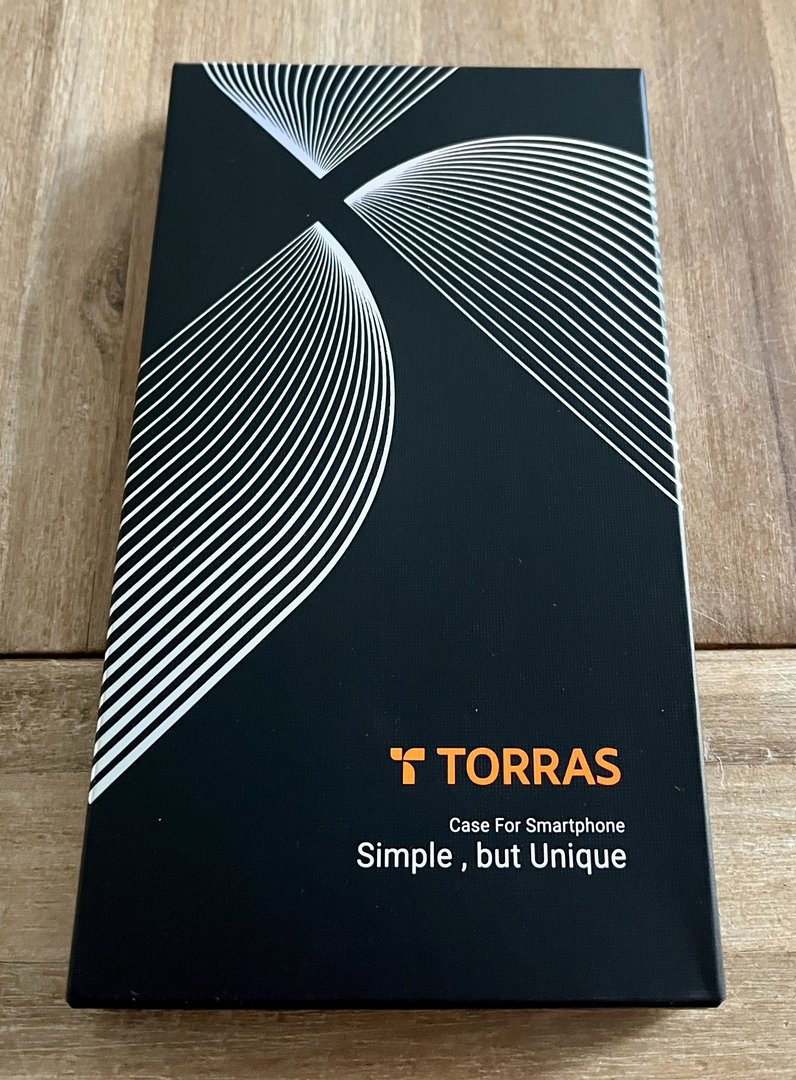 TORRAS
Case For Smartphone
Simple , but Unique